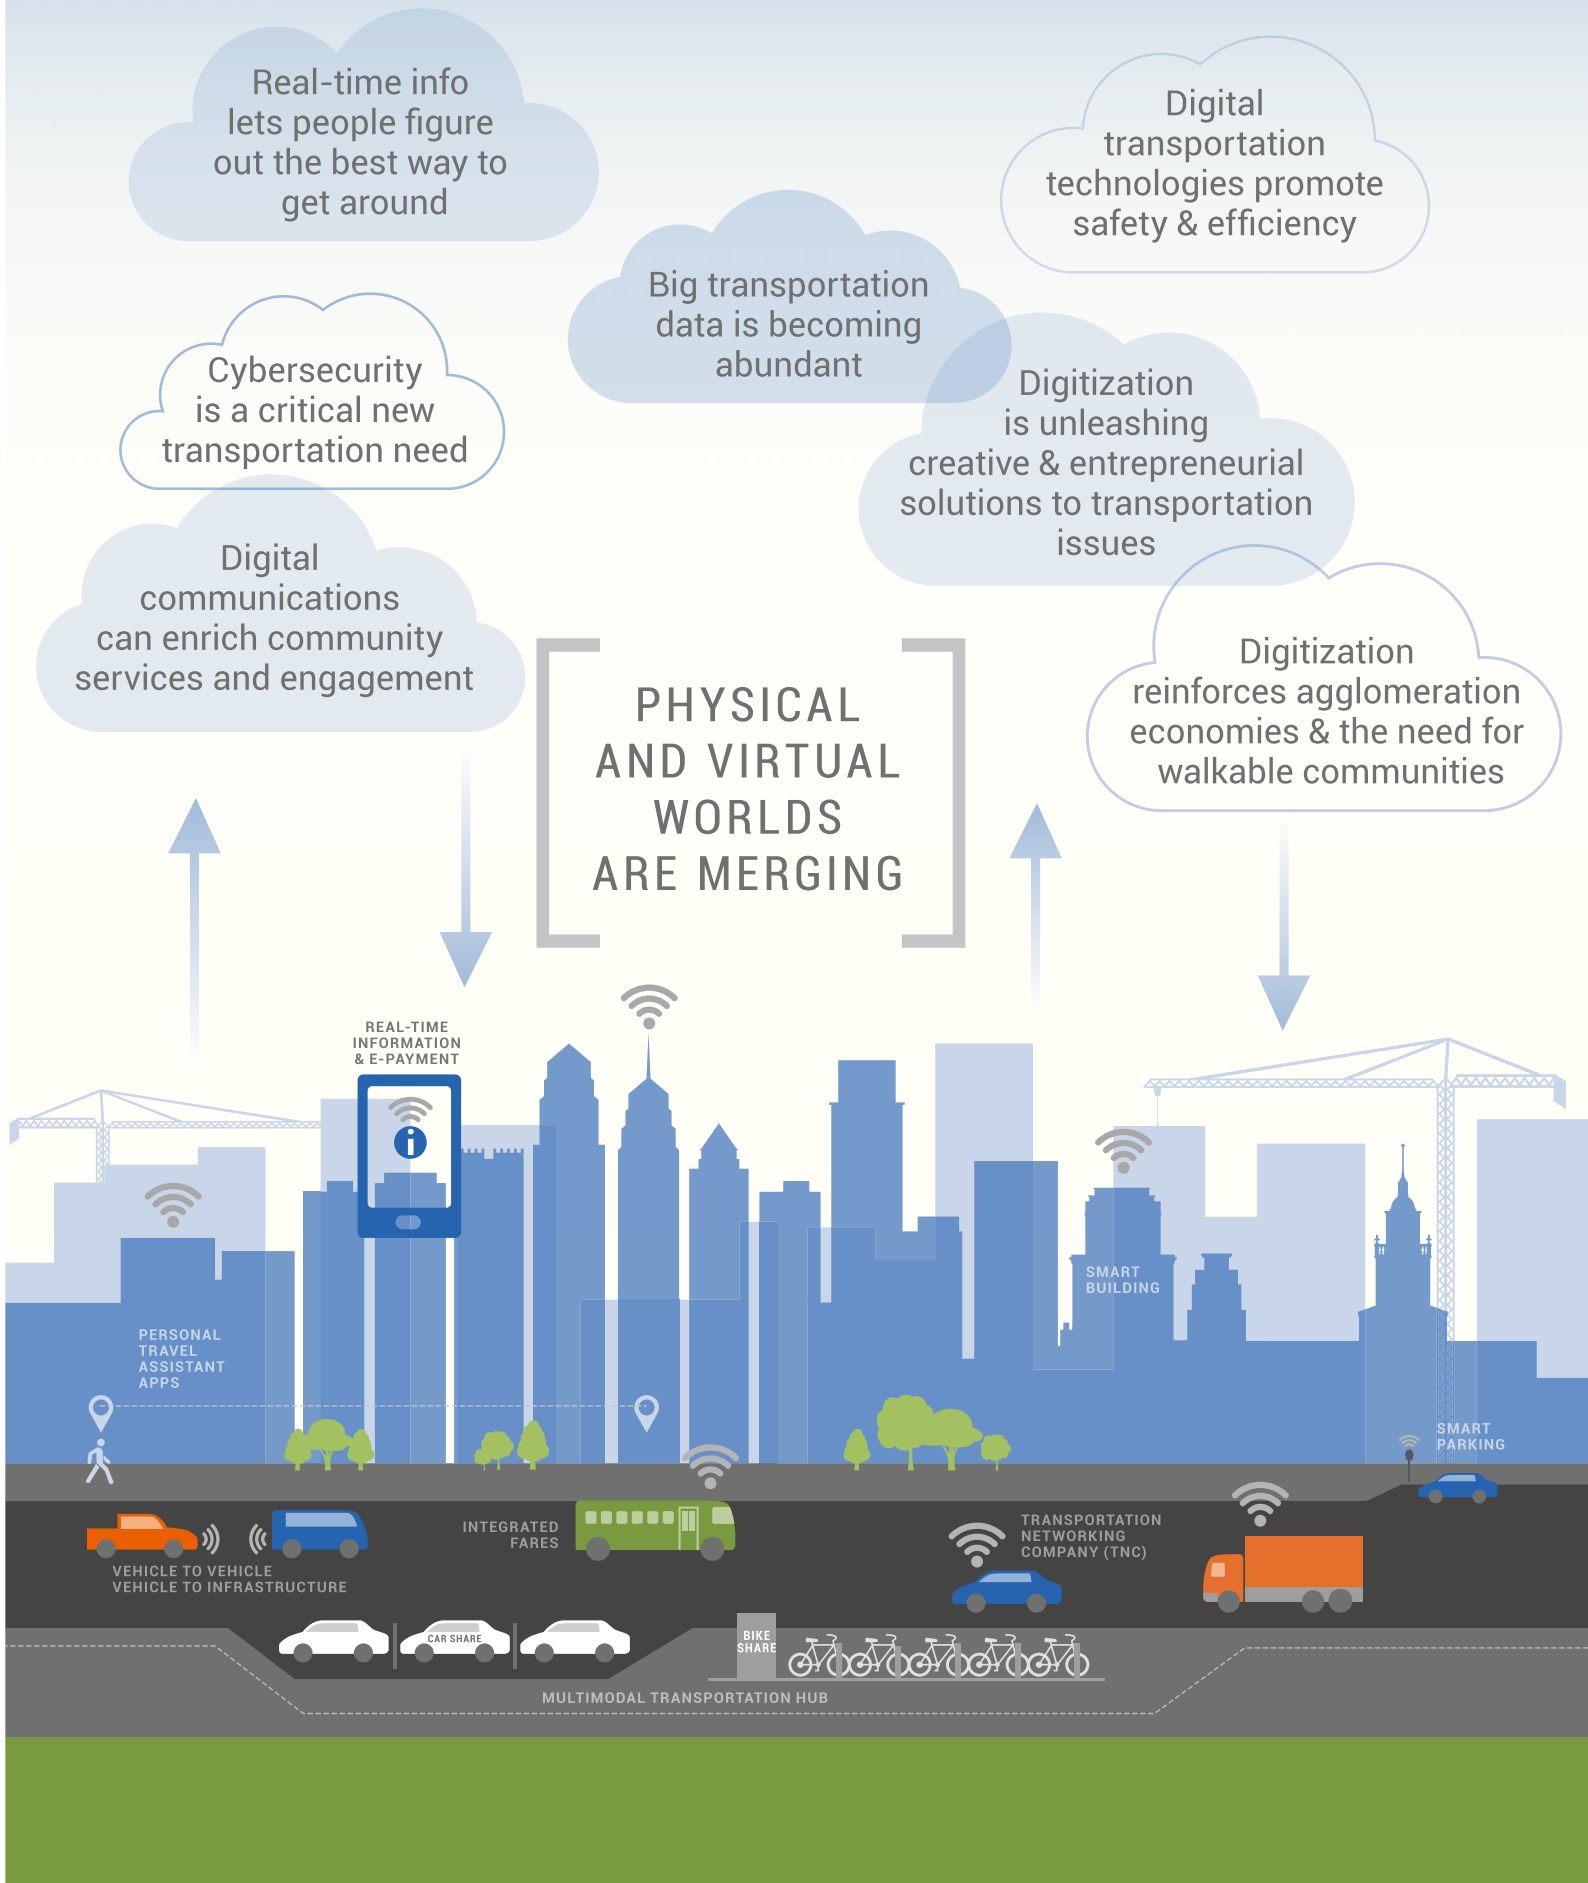 Real-time info
lets people figure
out the best way to
get around
Digital
transportation
technologies promote
safety & efficiency
Big transportation
data is becoming
abundant
Cybersecurity
is a critical new
transportation need
Digitization
is unleashing
creative & entrepreneurial
solutions to transportation
issues
Digital
communications
can enrich community
services and engagement
Digitization
reinforces agglomeration
economies & the need for
walkable communities
PHYSICAL
AND VIRTUAL
WORLDS
ARE MERGING
REAL-TIME
INFORMATION
& E-PAYMENT
i
SMART
BUILDING
PERSONAL
TRAVEL
ASSISTANT
APPS
SMART
PARKING
INTEGRATED
FARES
TRANSPORTATION
NETWORKING
COMPANY (TNC)
VEHICLE TO VEHICLE
VEHICLE TO INFRASTRUCTURE
CAR SHARE
BIKE
SHARE
MULTIMODAL TRANSPORTATION HUB